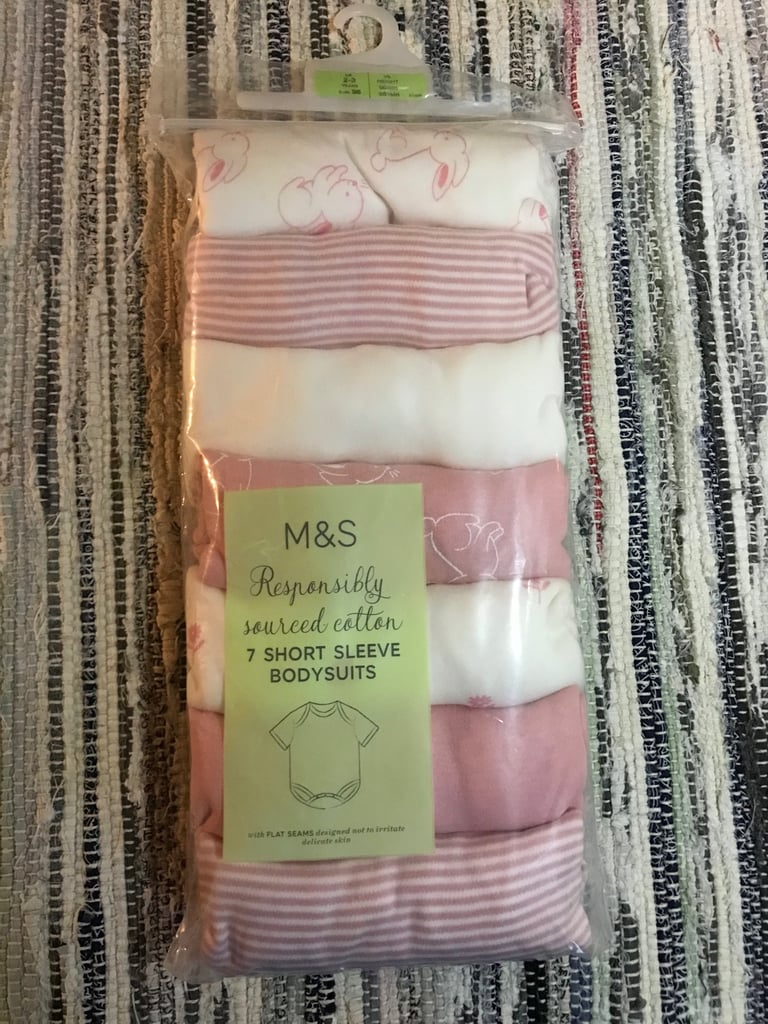 M&S
Responsibly
sourced cotton
7 SHORT SLEEVE
BODYSUITS
with FLAT SEAMS designed not to irritate
delicate skin